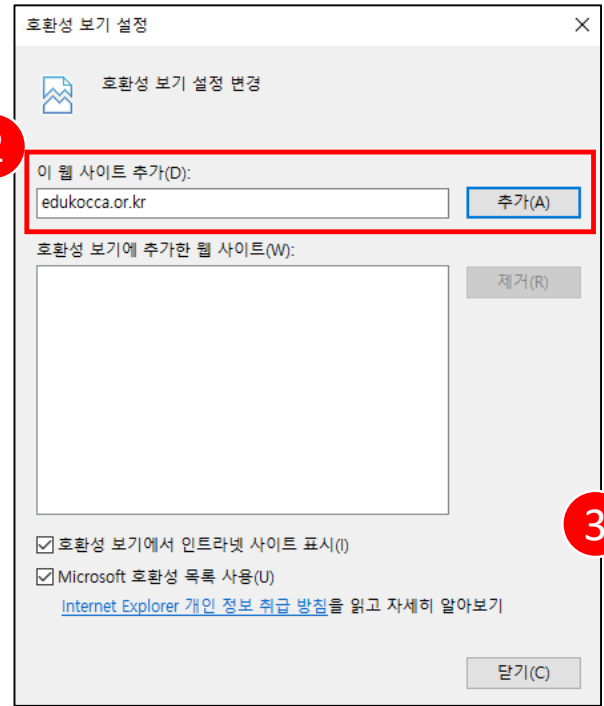 호환성 보기 설정
호환성 보기 설정 변경
2
이 웹 사이트 추가(D):
edukocca.or.kr
추가(A)
호환성 보기에 추가한 웹 사이트(W):
제거(R)
3
호환성 보기에서 인트라넷 사이트 표시(I)
Microsoft 호환성 목록 사용(U)
Internet Explorer 개인 정보 취급 방침을 읽고 자세히 알아보기
닫기(C)